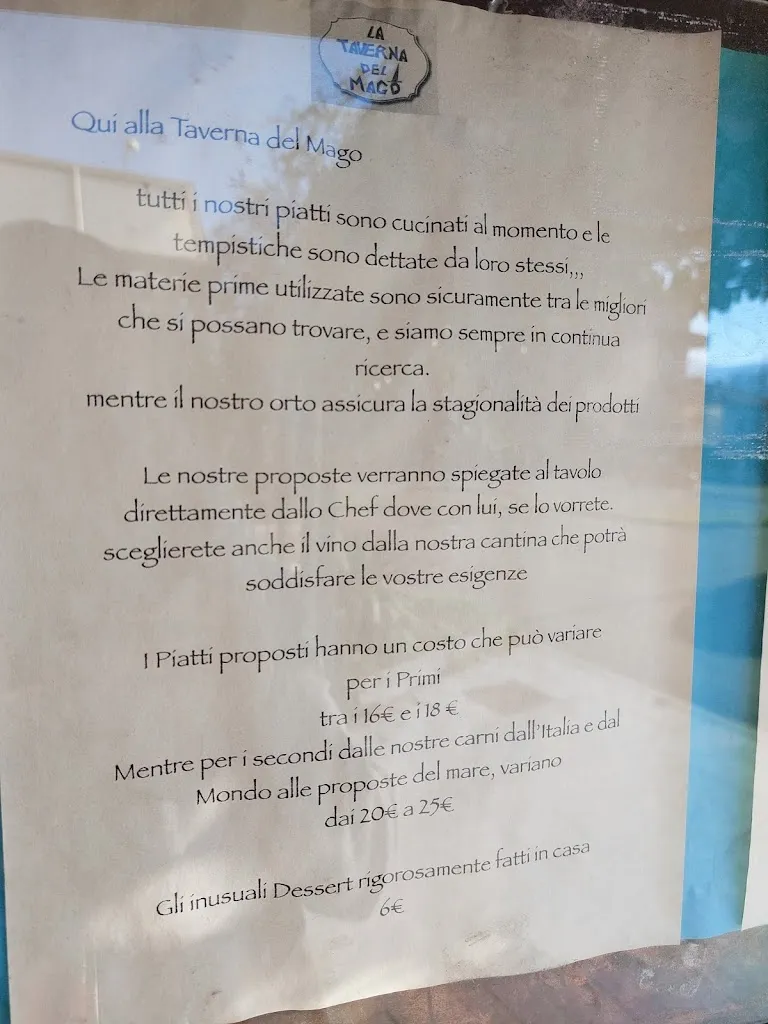 LA
TAVERNA
DEL
MAGO
Qui alla Taverna del Mago
tutti i nostri piatti sono cucinati al momento e le
tempistiche sono dettate da loro stessi,,,
Le materie prime utilizzate sono sicuramente tra le migliori
che si possano trovare, e siamo sempre in continua
ricerca.
mentre il nostro orto assicura la stagionalità dei prodotti
Le nostre proposte verranno spiegate al tavolo
direttamente dallo Chef dove con lui, se lo vorrete.
sceglierete anche il vino dalla nostra cantina che potrà
soddisfare le vostre esigenze
I Piatti proposti hanno un costo che può variare
per i Primi
tra i 16€ e i 18 €
Mentre per i secondi dalle nostre carni dall'Italia e dal
Mondo alle proposte del mare, variano
dai 20€ a 25€
Gli inusuali Dessert rigorosamente fatti in casa
6€